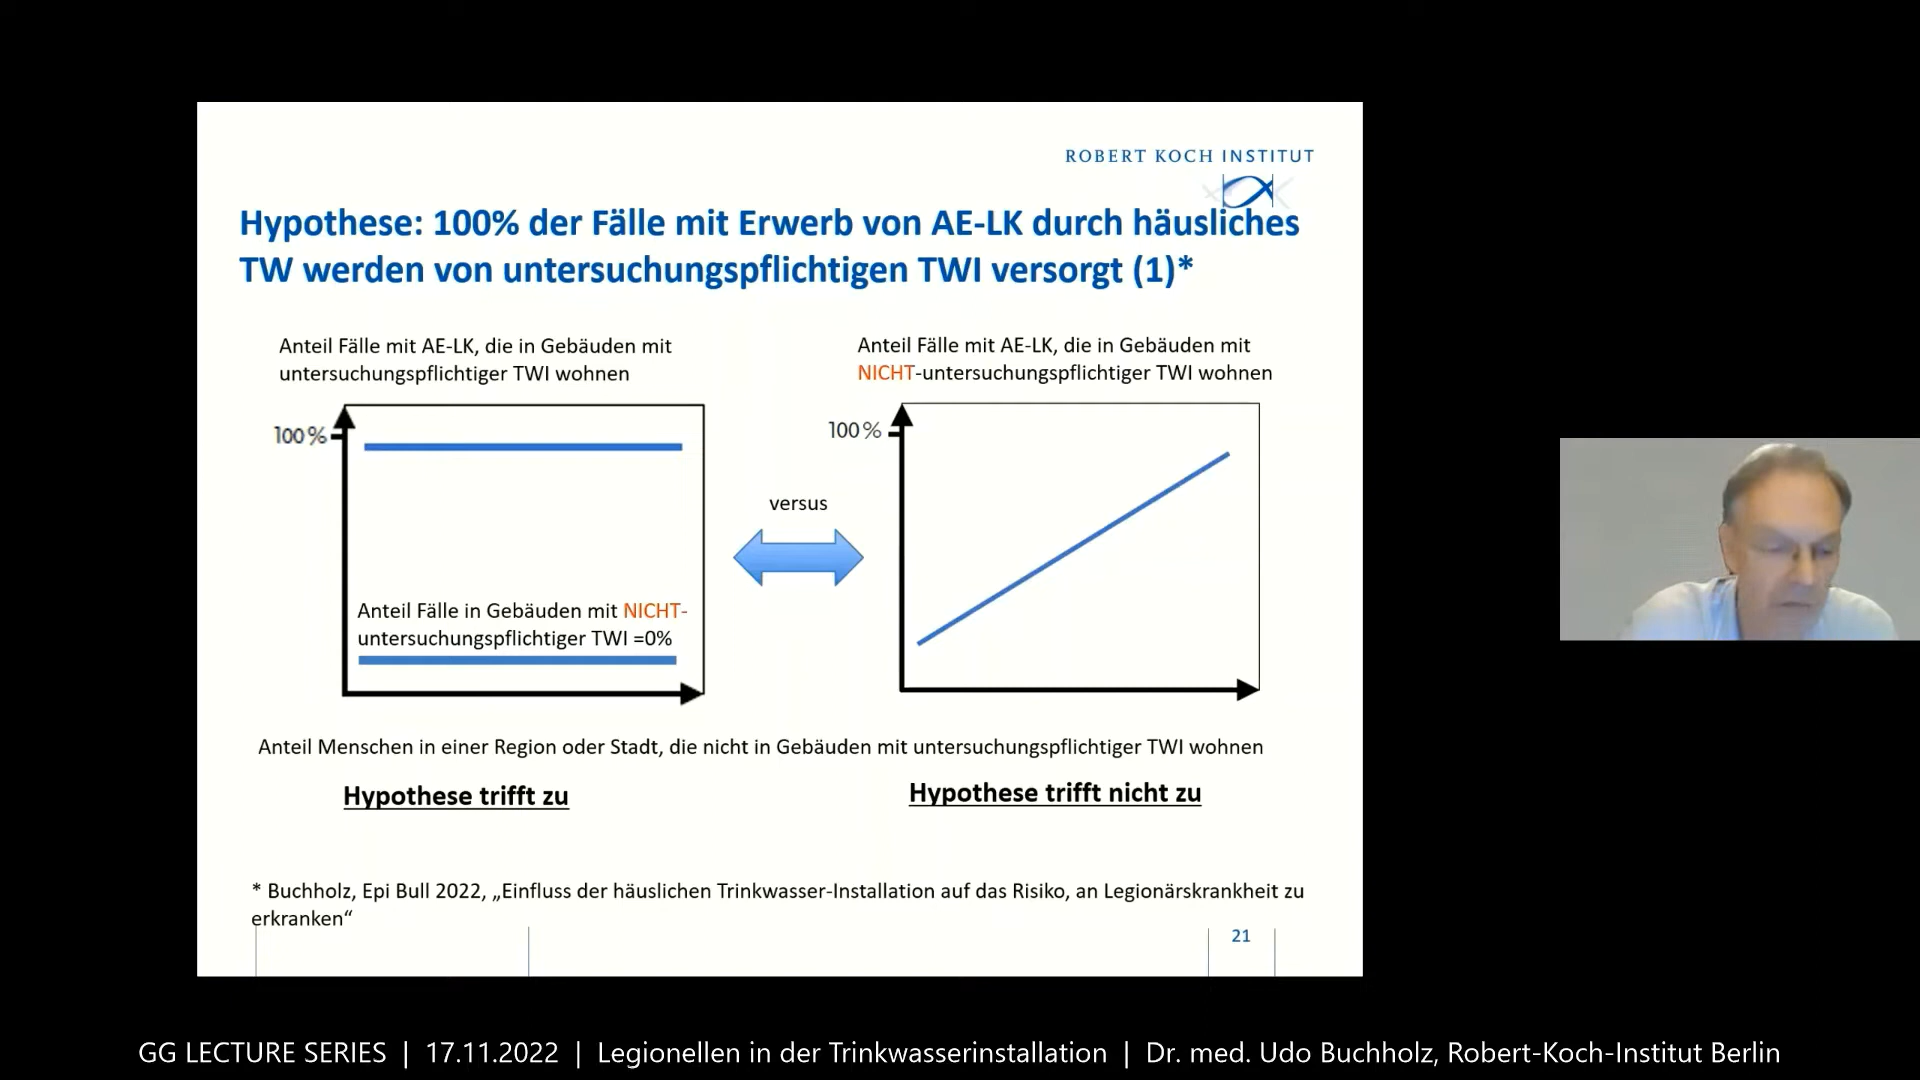 ROBERT KOCH INSTITUT
Hypothese: 100% der Fälle mit Erwerb von AE-LK durch häusliches
TW werden von untersuchungspflichtigen TWI versorgt (1)*
Anteil Fälle mit AE-LK, die in Gebäuden mit
untersuchungspflichtiger TWI wohnen
100%
Anteil Fälle in Gebäuden mit NICHT-
untersuchungspflichtiger TWI =0%
versus
Anteil Fälle mit AE-LK, die in Gebäuden mit
NICHT-untersuchungspflichtiger TWI wohnen
100%
Anteil Menschen in einer Region oder Stadt, die nicht in Gebäuden mit untersuchungspflichtiger TWI wohnen
Hypothese trifft zu
Hypothese trifft nicht zu
* Buchholz, Epi Bull 2022, „Einfluss der häuslichen Trinkwasser-Installation auf das Risiko, an Legionärskrankheit zu
erkranken“
21
GG LECTURE SERIES | 17.11.2022 | Legionellen in der Trinkwasserinstallation | Dr. med. Udo Buchholz, Robert-Koch-Institut Berlin